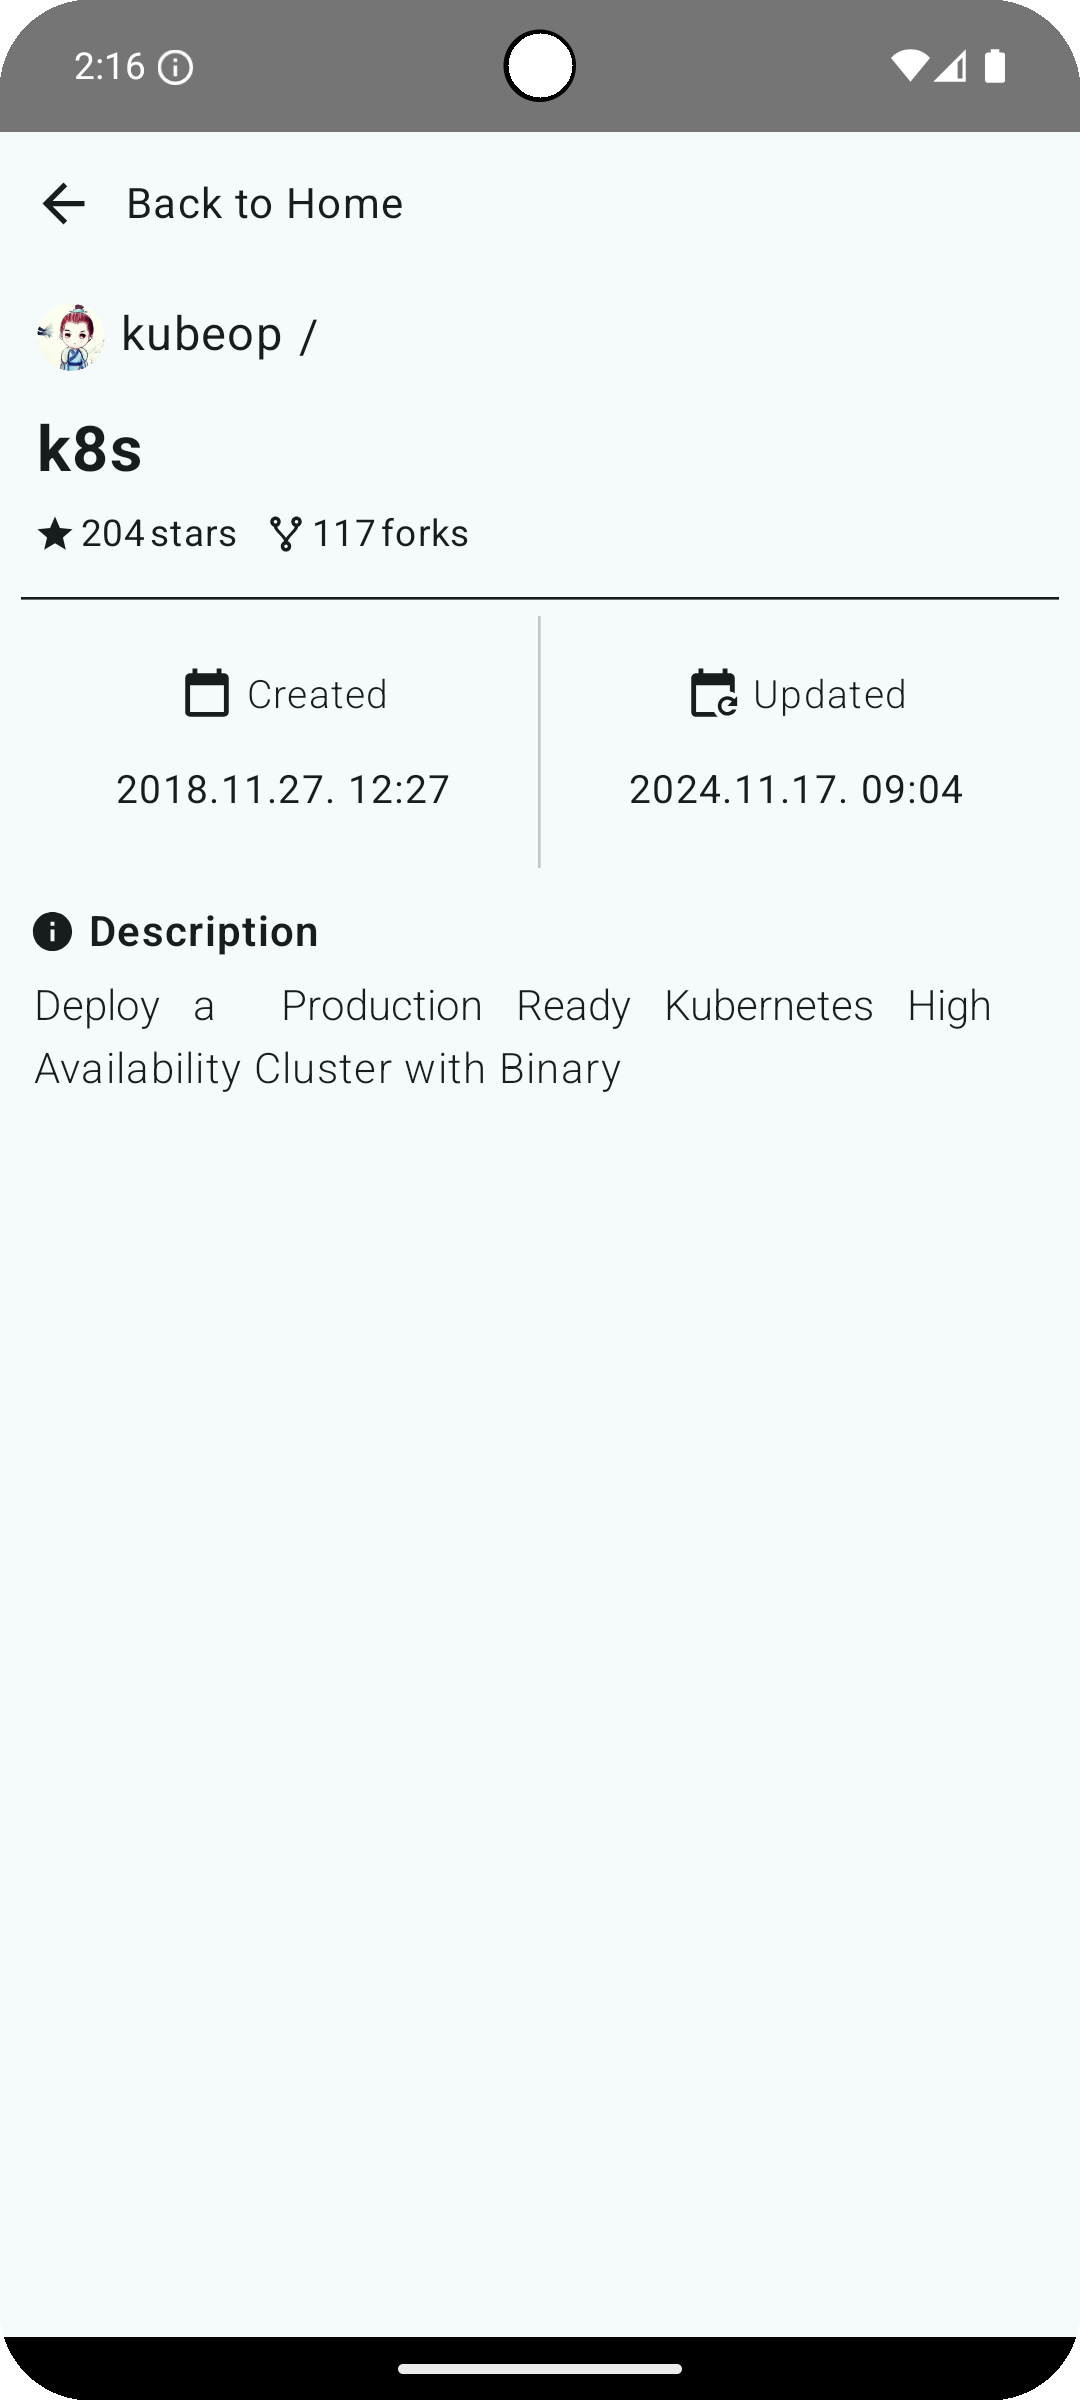 2:16
Back to Home
kubeop /
k8s
204 stars 117 forks
Created Updated
2018.11.27. 12:27 2024.11.17. 09:04
Description
Deploy a  Production Ready Kubernetes High
Availability Cluster with Binary